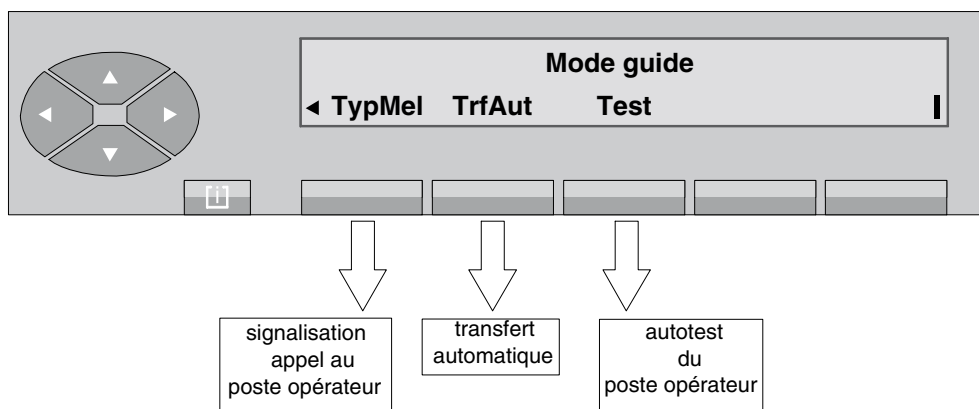 Mode guide
◄ TypMel TrfAut Test
[i]
signalisation
appel au
poste opérateur
transfert
automatique
autotest
du
poste opérateur